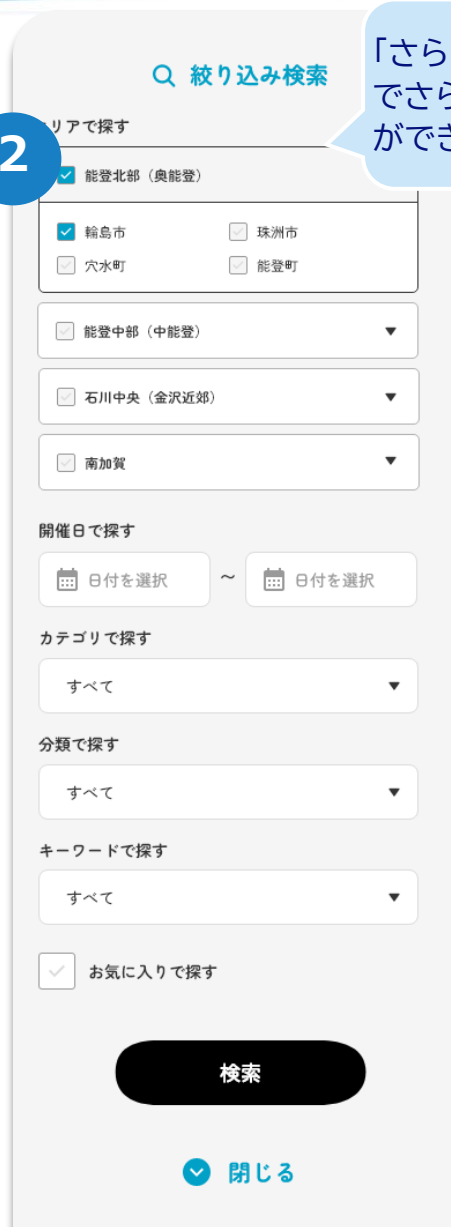 「さら
でさら
ができ
絞り込み検索
リアで探す
2
能登北部（奥能登）
輪島市 珠洲市
穴水町 能登町
能登中部（中能登）
石川中央（金沢近郊）
南加賀
開催日で探す
日付を選択 ～ 日付を選択
カテゴリで探す
すべて
分類で探す
すべて
キーワードで探す
すべて
お気に入りで探す
検索
閉じる